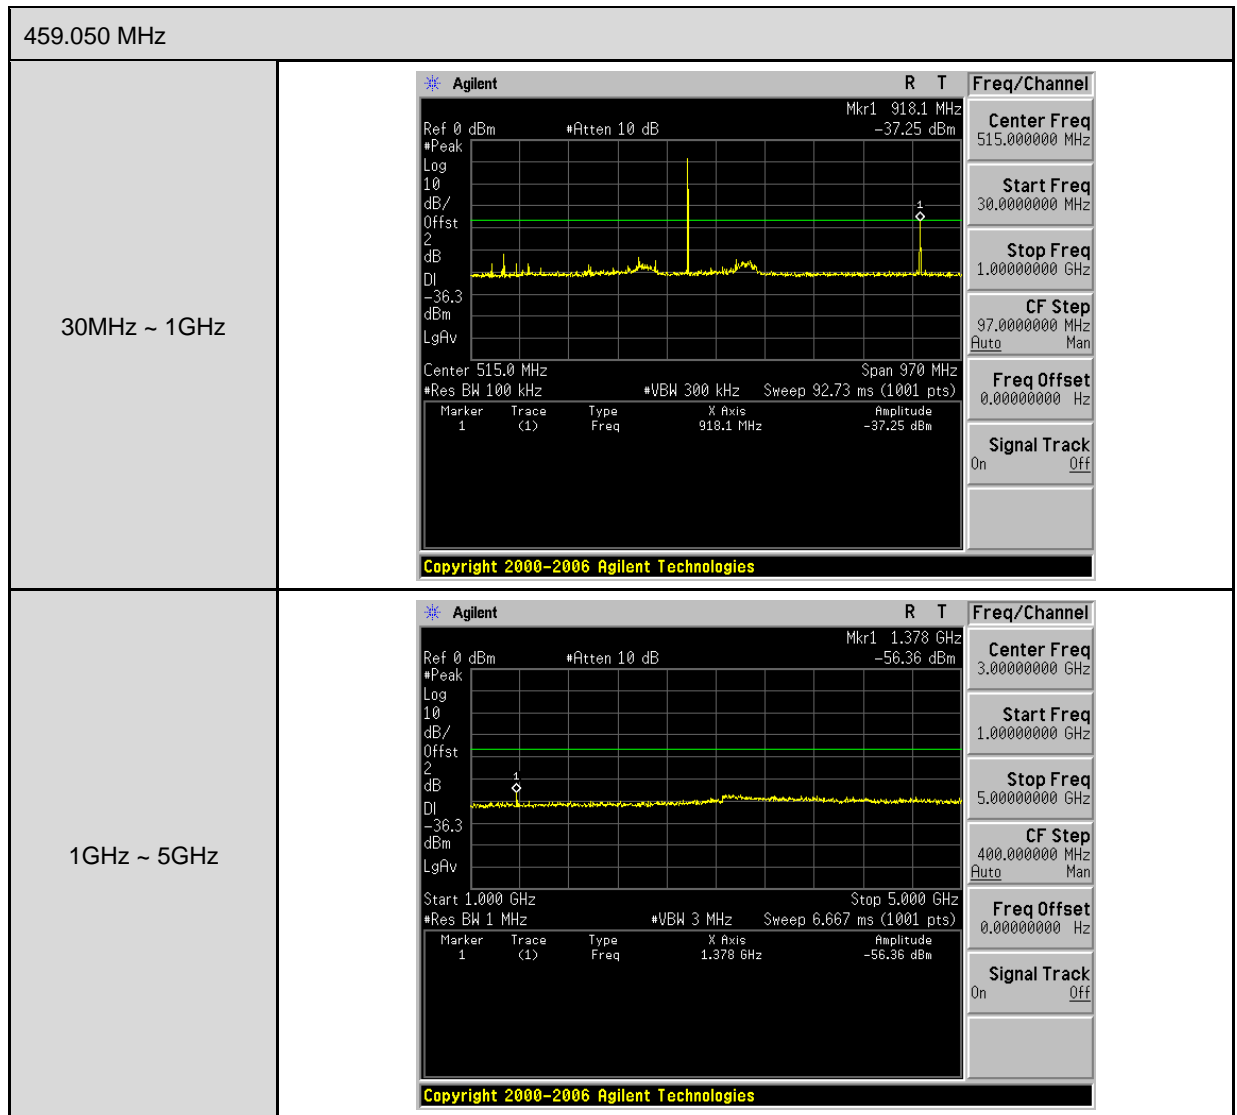 459.050 MHz
30MHz ~ 1GHz
Agilent R T
Mkr1 918.1 MHz
Ref 0 dBm #Atten 10 dB -37.25 dBm
#Peak
Log
10
dB/
Offst
2
dB
DI
-36.3
dBm
LgAv
1
Center 515.0 MHz Span 970 MHz
#Res BW 100 kHz #VBW 300 kHz Sweep 92.73 ms (1001 pts)
Marker Trace Type X Axis Amplitude
1 (1) Freq 918.1 MHz -37.25 dBm
Copyright 2000-2006 Agilent Technologies
Freq/Channel
Center Freq
515.000000 MHz
Start Freq
30.0000000 MHz
Stop Freq
1.00000000 GHz
CF Step
97.0000000 MHz
Auto Man
Freq Offset
0.00000000 Hz
Signal Track
On Off
1GHz ~ 5GHz
Agilent R T
Mkr1 1.378 GHz
Ref 0 dBm #Atten 10 dB -56.36 dBm
#Peak
Log
10
dB/
Offst
2
dB
DI
-36.3
dBm
LgAv
1
Start 1.000 GHz Stop 5.000 GHz
#Res BW 1 MHz #VBW 3 MHz Sweep 6.667 ms (1001 pts)
Marker Trace Type X Axis Amplitude
1 (1) Freq 1.378 GHz -56.36 dBm
Copyright 2000-2006 Agilent Technologies
Freq/Channel
Center Freq
3.00000000 GHz
Start Freq
1.00000000 GHz
Stop Freq
5.00000000 GHz
CF Step
400.000000 MHz
Auto Man
Freq Offset
0.00000000 Hz
Signal Track
On Off